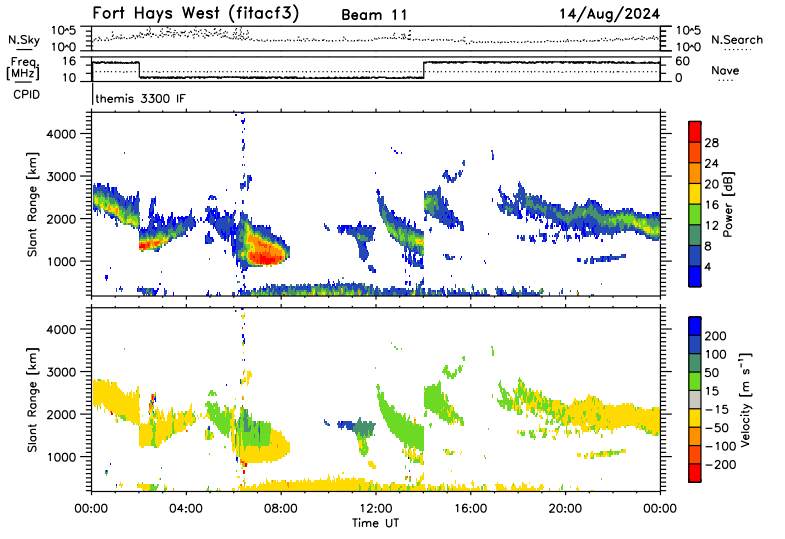 Fort Hays West (fitacf3) Beam 11 14/Aug/2024
N.Sky 10^5 10^0 10^5 10^0 N.Search
Freq. [MHz] 16 10 60 0 Nave
CPID themis 3300 IF
Slant Range [km] 4000 3000 2000 1000
28 24 20 16 12 8 4 Power [dB]
Slant Range [km] 4000 3000 2000 1000
200 100 50 15 -15 -50 -100 -200 Velocity [m s^-1]
00:00 04:00 08:00 12:00 16:00 20:00 00:00
Time UT